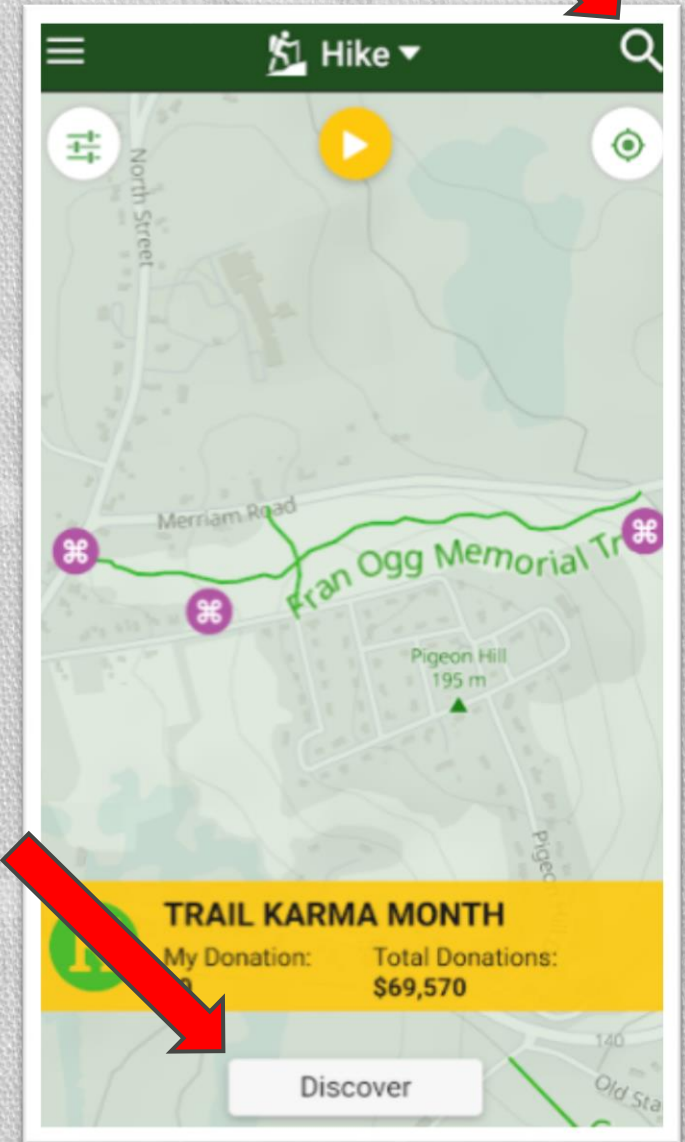 Hike
North Street
Merriam Road
Fran Ogg Memorial Tr
Pigeon Hill
195 m
TRAIL KARMA MONTH
My Donation: Total Donations:
$69,570
140
Discover
Old Sta